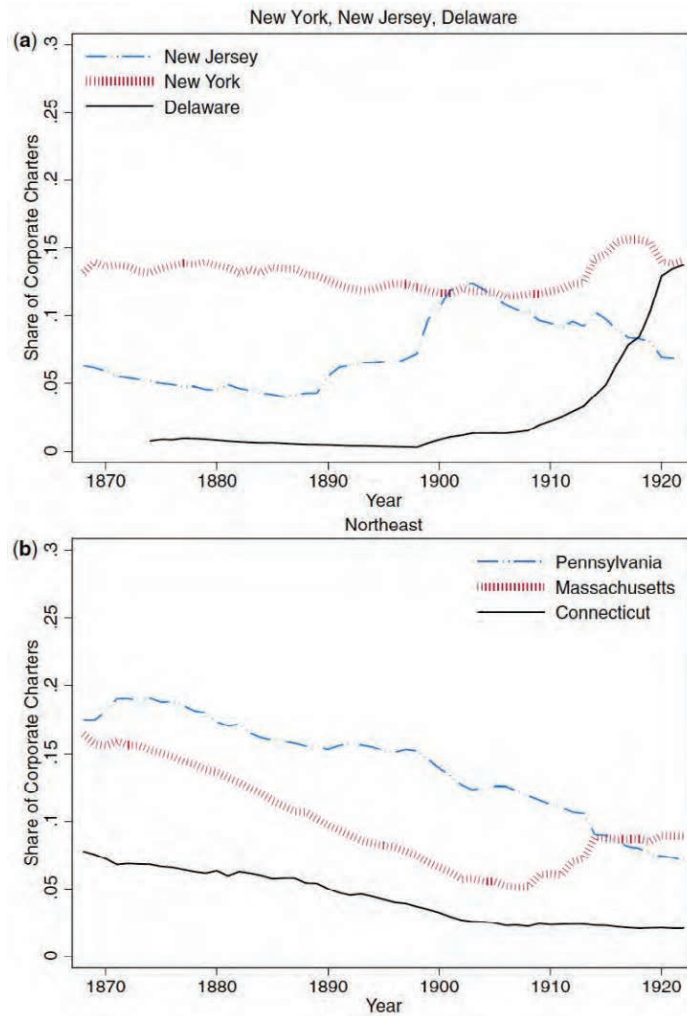 New York, New Jersey, Delaware
(a)
New Jersey
New York
Delaware
Share of Corporate Charters
.3
.25
.2
.15
.1
.05
0
1870 1880 1890 1900 1910 1920
Year
Northeast
(b)
Pennsylvania
Massachusetts
Connecticut
Share of Corporate Charters
.3
.25
.2
.15
.1
.05
0
1870 1880 1890 1900 1910 1920
Year